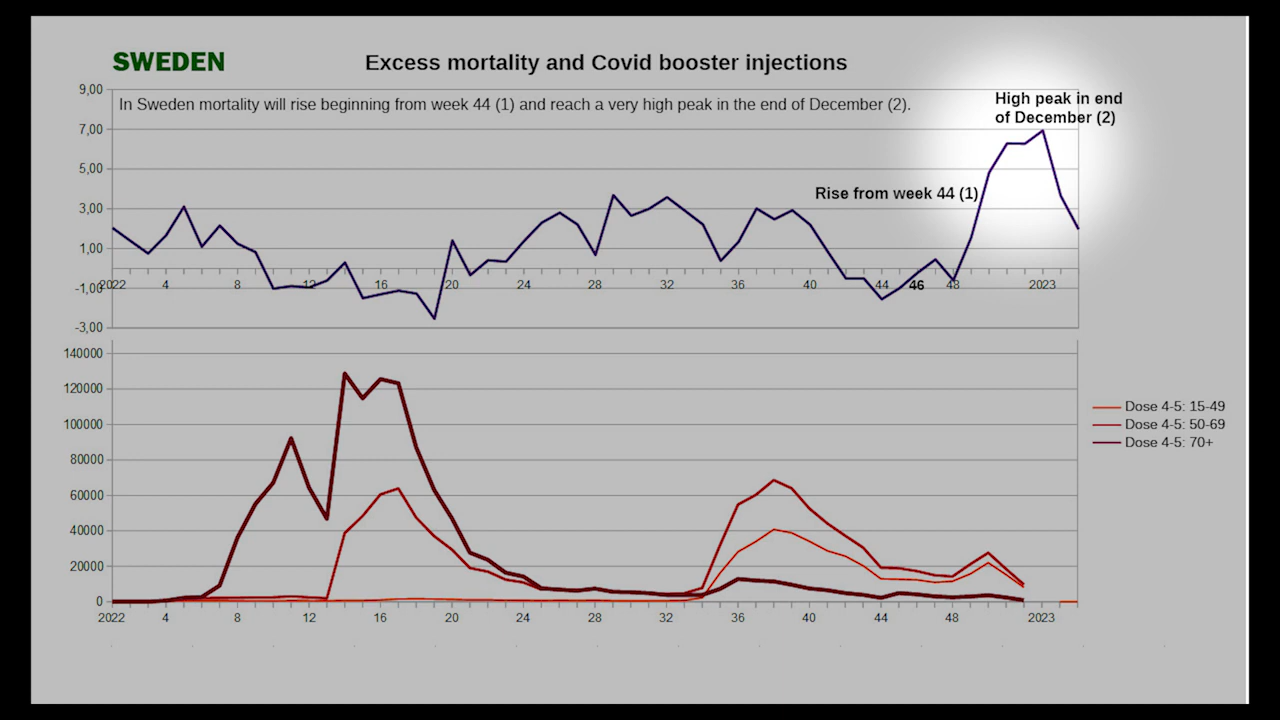 SWEDEN
Excess mortality and Covid booster injections
In Sweden mortality will rise beginning from week 44 (1) and reach a very high peak in the end of December (2).
High peak in end
of December (2)
Rise from week 44 (1)
9,00
7,00
5,00
3,00
1,00
-1,00
-3,00
2022 4 8 12 16 20 24 28 32 36 40 44 46 48 2023
140000
120000
100000
80000
60000
40000
20000
0
2022 4 8 12 16 20 24 28 32 36 40 44 48 2023
Dose 4-5: 15-49
Dose 4-5: 50-69
Dose 4-5: 70+